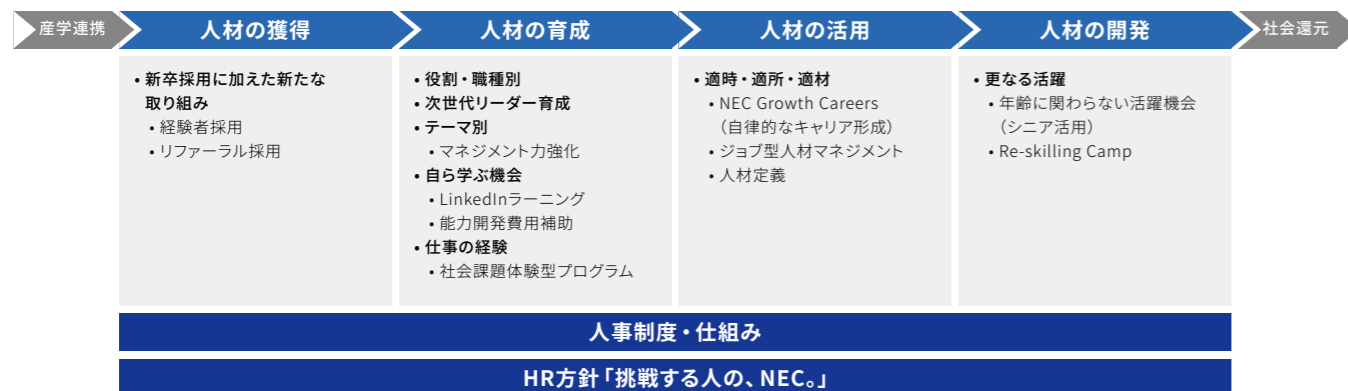 産学連携
人材の獲得
人材の育成
人材の活用
人材の開発
社会還元
• 新卒採用に加えた新たな
取り組み
• 経験者採用
• リファーラル採用
• 役割・職種別
• 次世代リーダー育成
• テーマ別
• マネジメント力強化
• 自ら学ぶ機会
• LinkedInラーニング
• 能力開発費用補助
• 仕事の経験
• 社会課題体験型プログラム
• 適時・適所・適材
• NEC Growth Careers
（自律的なキャリア形成）
• ジョブ型人材マネジメント
• 人材定義
• 更なる活躍
• 年齢に関わらない活躍機会
（シニア活用）
• Re-skilling Camp
人事制度・仕組み
HR方針「挑戦する人の、NEC。」